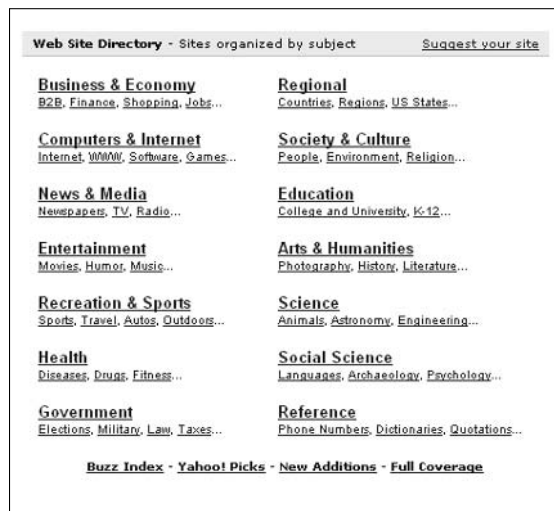 Web Site Directory - Sites organized by subject Suggest your site
Business & Economy
B2B, Finance, Shopping, Jobs...
Computers & Internet
Internet, WWW, Software, Games...
News & Media
Newspapers, TV, Radio...
Entertainment
Movies, Humor, Music...
Recreation & Sports
Sports, Travel, Autos, Outdoors...
Health
Diseases, Drugs, Fitness...
Government
Elections, Military, Law, Taxes...
Regional
Countries, Regions, US States...
Society & Culture
People, Environment, Religion...
Education
College and University, K-12...
Arts & Humanities
Photography, History, Literature...
Science
Animals, Astronomy, Engineering...
Social Science
Languages, Archaeology, Psychology...
Reference
Phone Numbers, Dictionaries, Quotations...
Buzz Index - Yahoo! Picks - New Additions - Full Coverage